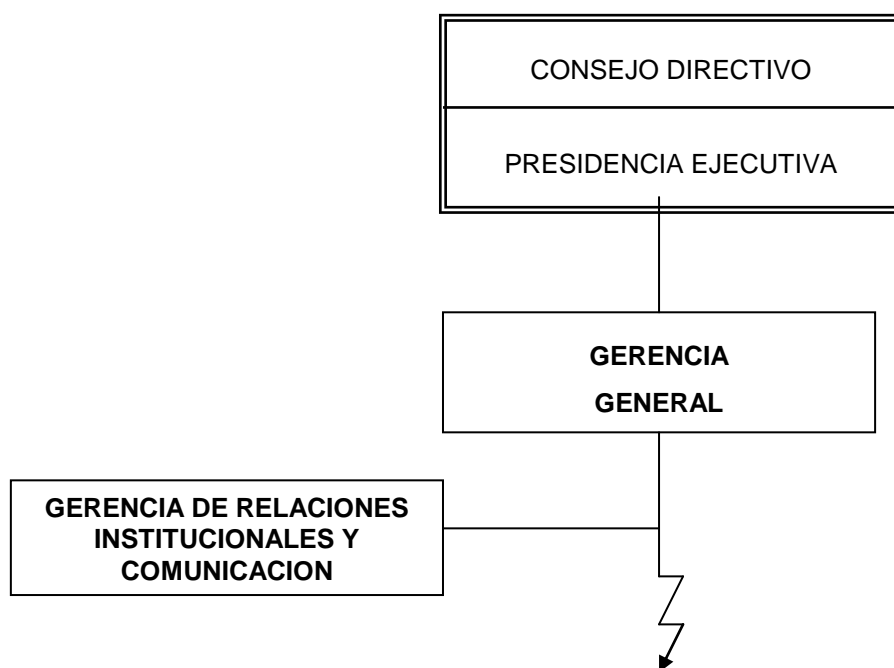 CONSEJO DIRECTIVO
PRESIDENCIA EJECUTIVA
GERENCIA
GENERAL
GERENCIA DE RELACIONES
INSTITUCIONALES Y
COMUNICACION